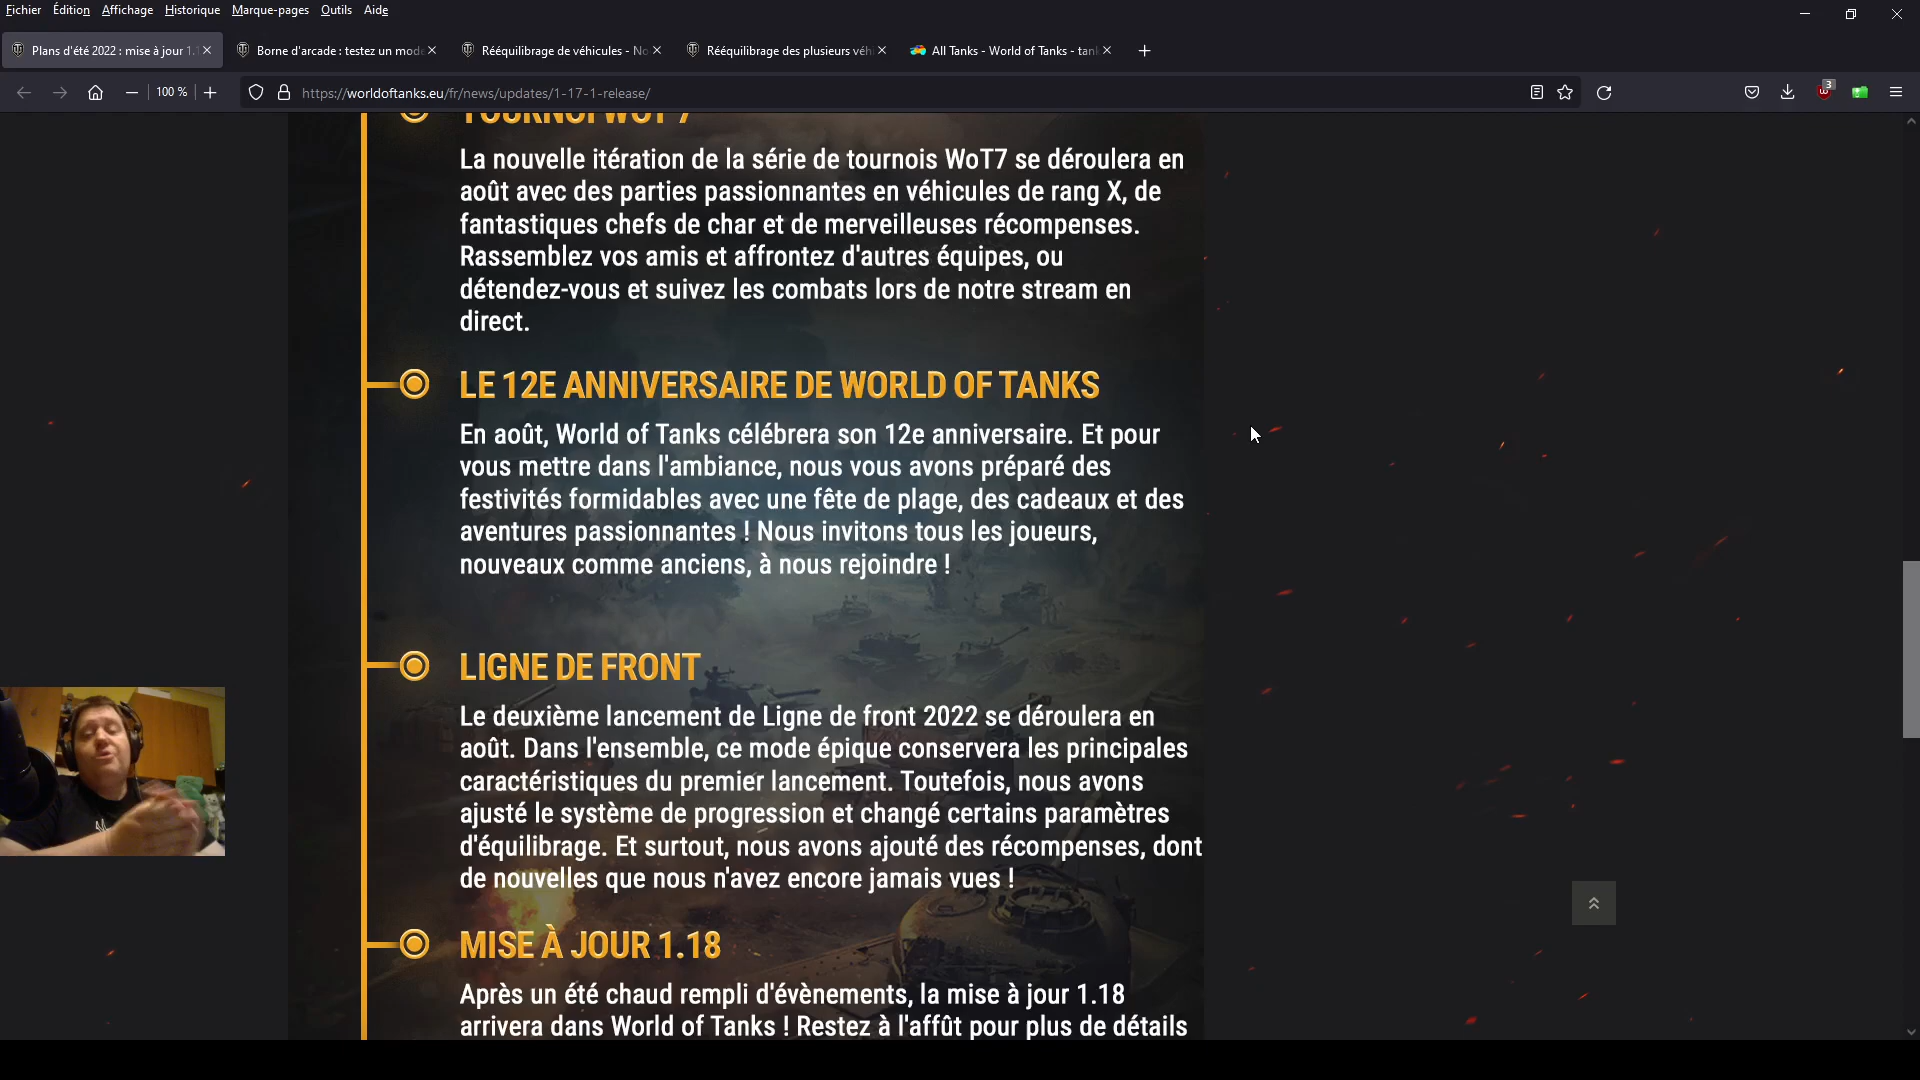 Fichier Édition Affichage Historique Marque-pages Outils Aide
Plans d'été 2022 : mise à jour 1.1
Borne d'arcade : testez un mode
Rééquilibrage de véhicules - No
Rééquilibrage des plusieurs véh
All Tanks - World of Tanks - tank
100 %
https://worldoftanks.eu/fr/news/updates/1-17-1-release/
3
TOURNOI WOT 7
La nouvelle itération de la série de tournois WoT7 se déroulera en
août avec des parties passionnantes en véhicules de rang X, de
fantastiques chefs de char et de merveilleuses récompenses.
Rassemblez vos amis et affrontez d'autres équipes, ou
détendez-vous et suivez les combats lors de notre stream en
direct.
LE 12E ANNIVERSAIRE DE WORLD OF TANKS
En août, World of Tanks célébrera son 12e anniversaire. Et pour
vous mettre dans l'ambiance, nous vous avons préparé des
festivités formidables avec une fête de plage, des cadeaux et des
aventures passionnantes ! Nous invitons tous les joueurs,
nouveaux comme anciens, à nous rejoindre !
LIGNE DE FRONT
Le deuxième lancement de Ligne de front 2022 se déroulera en
août. Dans l'ensemble, ce mode épique conservera les principales
caractéristiques du premier lancement. Toutefois, nous avons
ajusté le système de progression et changé certains paramètres
d'équilibrage. Et surtout, nous avons ajouté des récompenses, dont
de nouvelles que nous n'avez encore jamais vues !
MISE À JOUR 1.18
Après un été chaud rempli d'évènements, la mise à jour 1.18
arrivera dans World of Tanks ! Restez à l'affût pour plus de détails